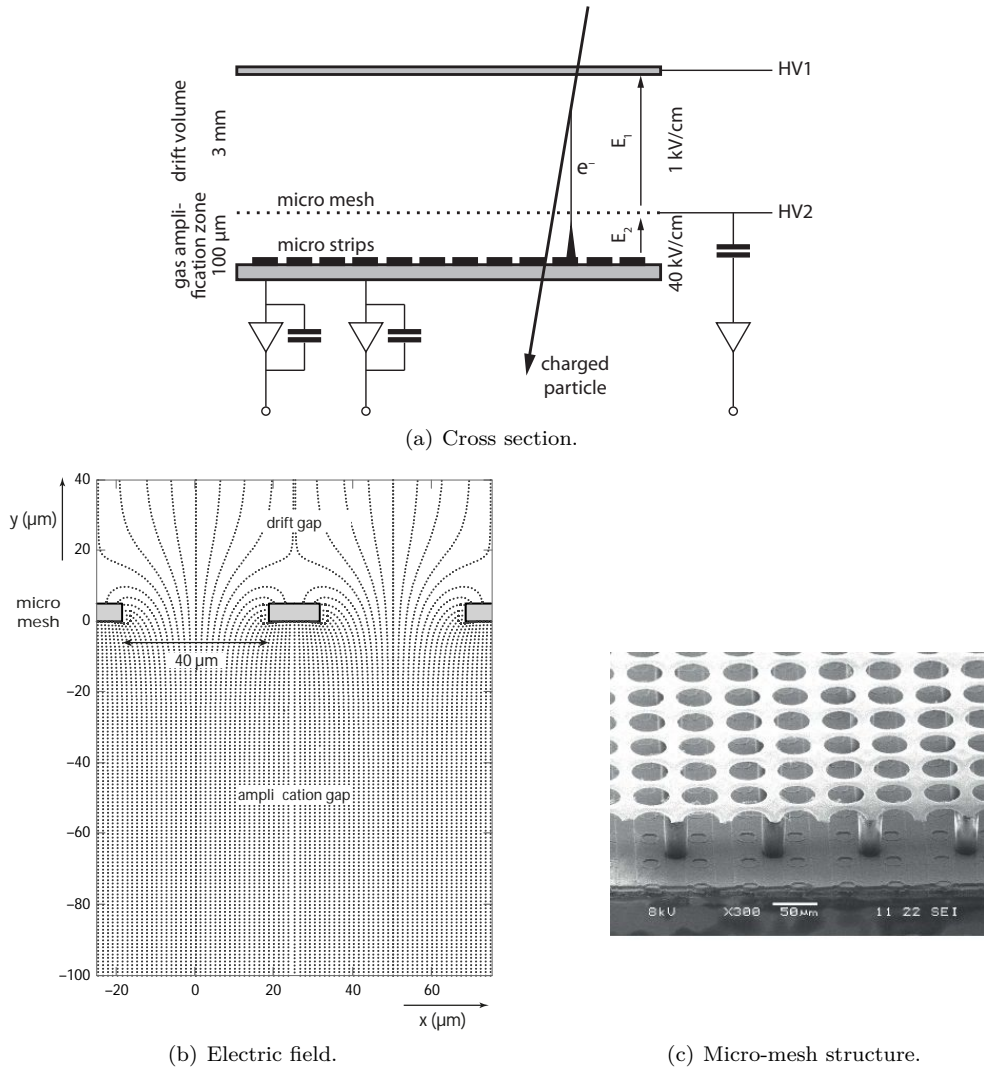 HV1
drift volume
3 mm
E₁
1 kV/cm
e⁻
micro mesh
HV2
gas ampli-
fication zone
100 μm
micro strips
E₂
40 kV/cm
charged
particle
(a) Cross section.
40
y (μm)
drift gap
20
micro
mesh
0
40 μm
−20
−40
ampli cation gap
−60
−80
−100
−20 0 20 40 60
x (μm)
(b) Electric field.
8kV X300 50μm 11 22 SEI
(c) Micro-mesh structure.